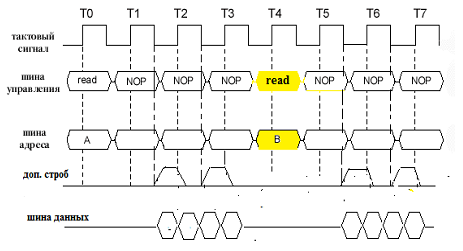 T0 T1 T2 T3 T4 T5 T6 T7
тактовый
сигнал
шина
управления
read NOP NOP NOP read NOP NOP NOP
шина
адреса
A B
доп. строб
шина данных